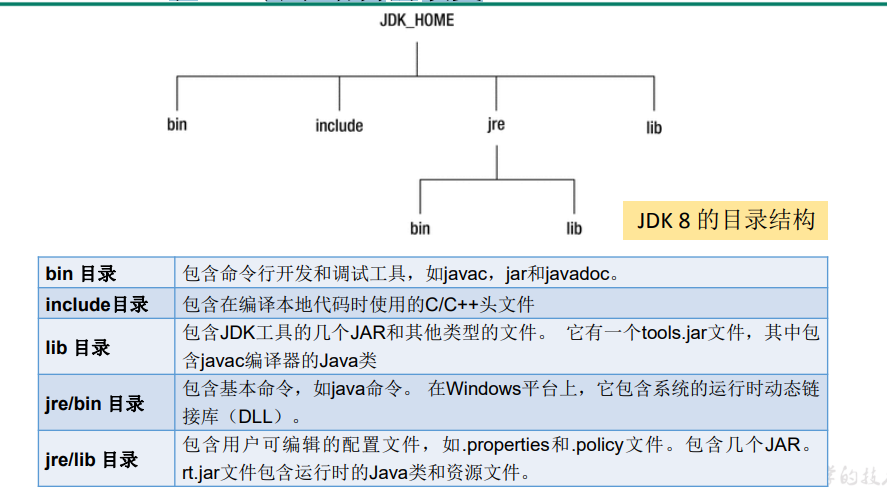 JDK_HOME
bin include jre lib
bin lib
JDK 8 的目录结构
bin 目录 包含命令行开发和调试工具，如javac，jar和javadoc。
include目录 包含在编译本地代码时使用的C/C++头文件
lib 目录 包含JDK工具的几个JAR和其他类型的文件。 它有一个tools.jar文件，其中包
含javac编译器的Java类
jre/bin 目录 包含基本命令，如java命令。 在Windows平台上，它包含系统的运行时动态链
接库（DLL）。
jre/lib 目录 包含用户可编辑的配置文件，如.properties和.policy文件。包含几个JAR。
rt.jar文件包含运行时的Java类和资源文件。
的技